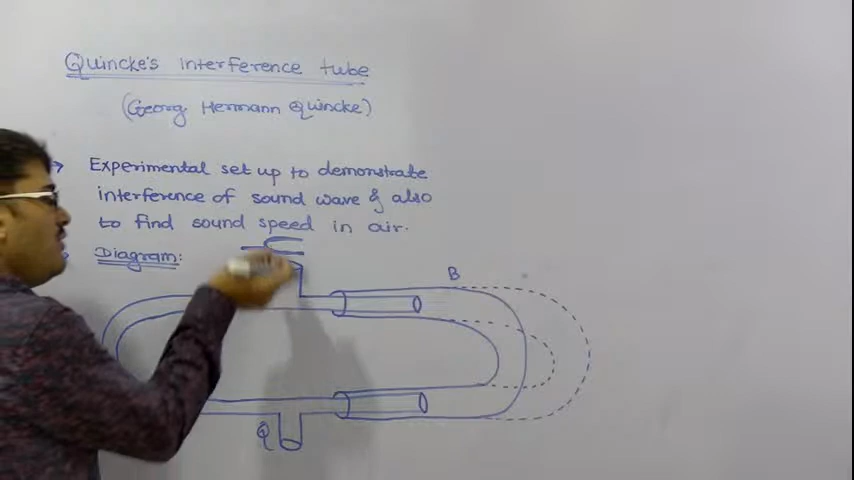 Quincke's interference tube
(Georg Hermann Quincke)
→ Experimental set up to demonstrate
interference of sound wave & also
to find sound speed in air.
Diagram:
B
Q